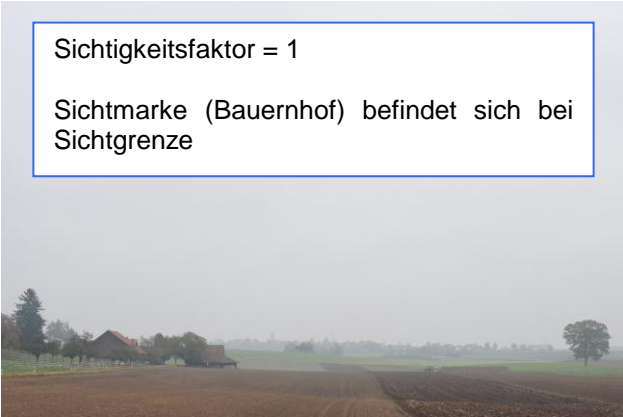 Sichtigkeitsfaktor = 1
Sichtmarke (Bauernhof) befindet sich bei
Sichtgrenze